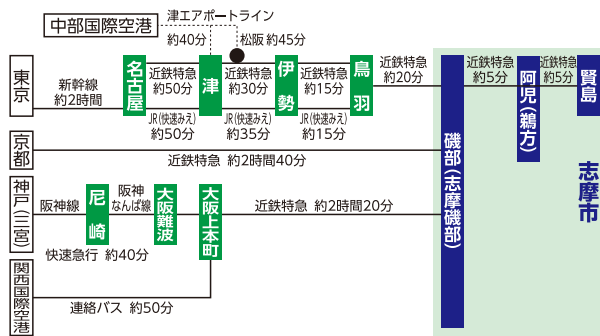 中部国際空港
津エアポートライン
約40分
松阪 約45分
東京
新幹線
約2時間
名古屋
近鉄特急
約50分
JR(快速みえ)
約50分
津
近鉄特急
約30分
JR(快速みえ)
約35分
伊勢
近鉄特急
約15分
JR(快速みえ)
約15分
鳥羽
近鉄特急
約20分
磯部(志摩磯部)
近鉄特急
約5分
阿児(鵜方)
近鉄特急
約5分
賢島
京都
近鉄特急 約2時間40分
神戸(三宮)
阪神線
尼崎
阪神
なんば線
大阪難波
快速急行 約40分
大阪上本町
近鉄特急 約2時間20分
志摩市
関西国際空港
連絡バス 約50分